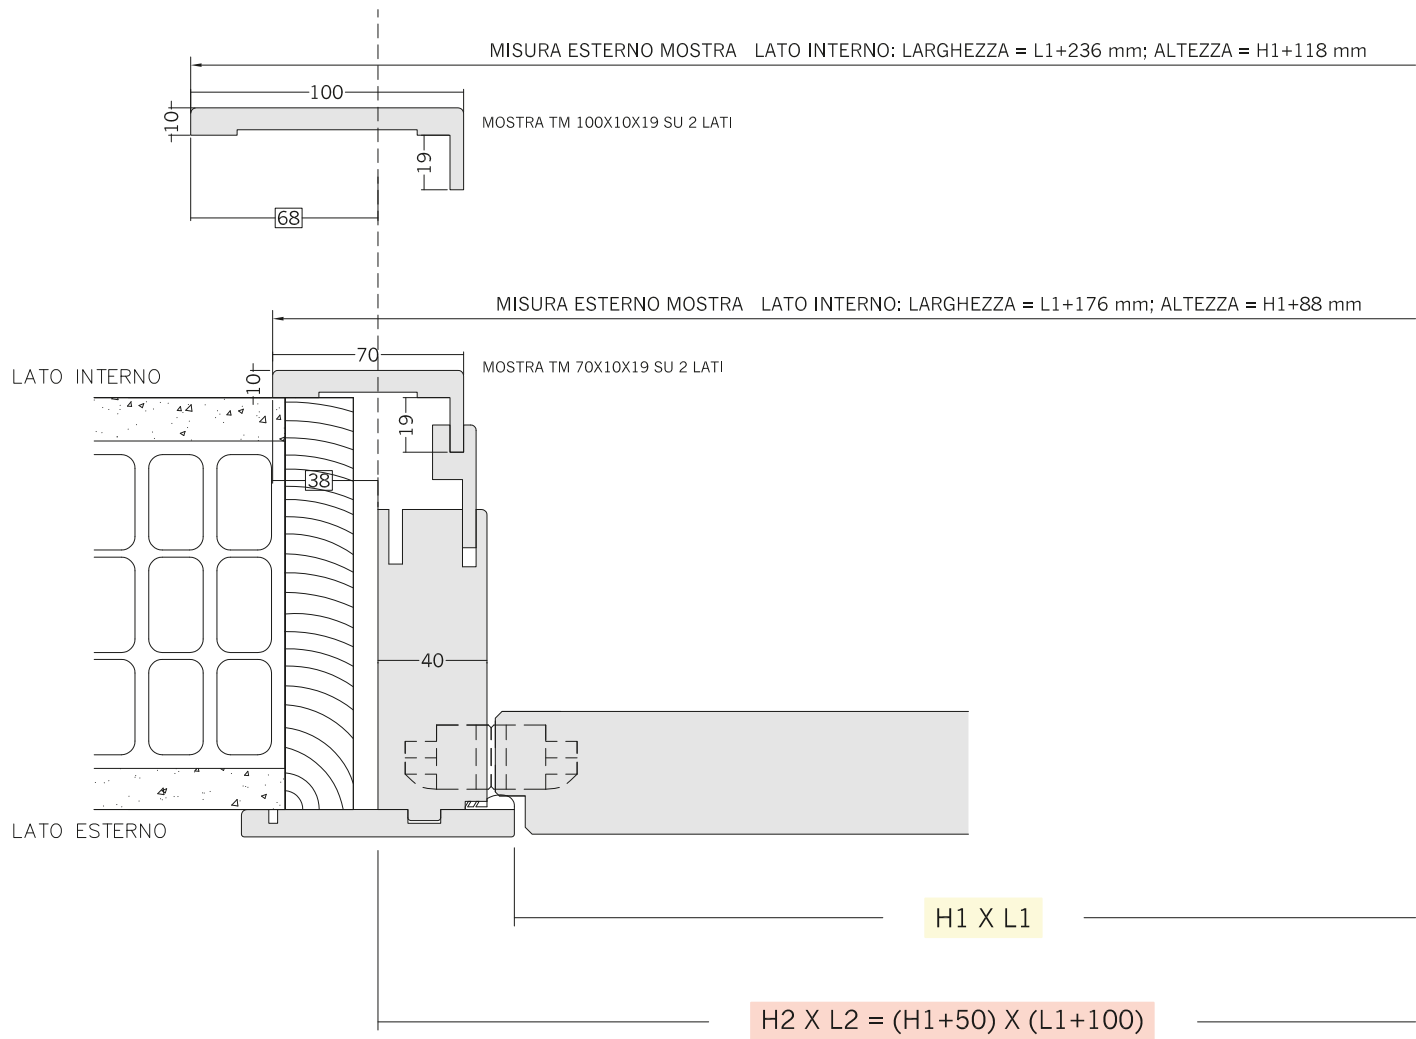 MISURA ESTERNO MOSTRA LATO INTERNO: LARGHEZZA = L1+236 mm; ALTEZZA = H1+118 mm
100
10
MOSTRA TM 100X10X19 SU 2 LATI
19
68
MISURA ESTERNO MOSTRA LATO INTERNO: LARGHEZZA = L1+176 mm; ALTEZZA = H1+88 mm
70
MOSTRA TM 70X10X19 SU 2 LATI
LATO INTERNO
10
19
38
40
LATO ESTERNO
H1 X L1
H2 X L2 = (H1+50) X (L1+100)